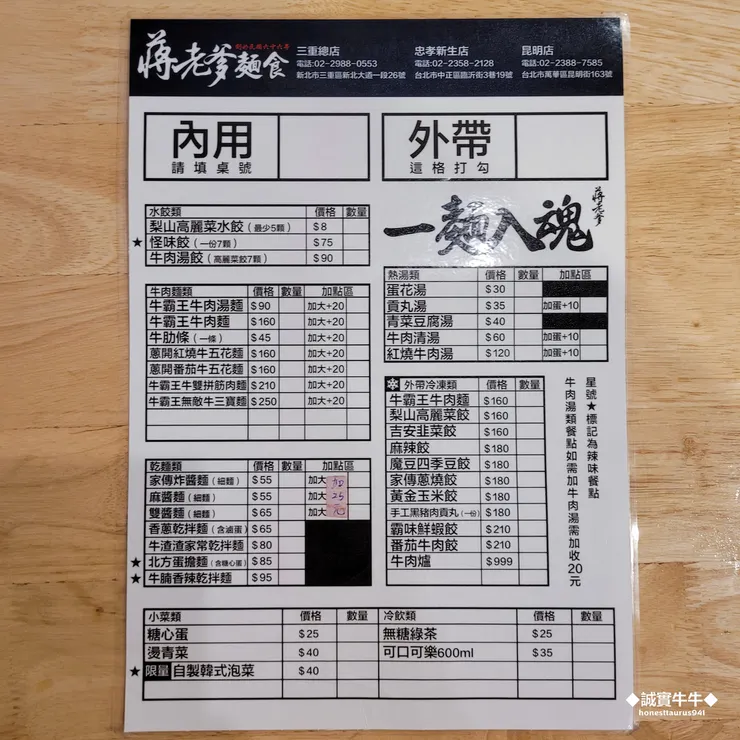 蔣老爹麵食
創於民國六十六年
三重總店
電話:02-2988-0553
新北市三重區新北大道一段26號
忠孝新生店
電話:02-2358-2128
台北市中正區臨沂街3巷19號
昆明店
電話:02-2388-7585
台北市萬華區昆明街163號
內用
請填桌號
外帶
這格打勾
一麵入魂
蔣老爹
水餃類 價格 數量
梨山高麗菜水餃(最少5顆) $8
★怪味餃(一份7顆) $75
牛肉湯餃(高麗菜餃7顆) $90
牛肉麵類 價格 數量 加點區
牛霸王牛肉湯麵 $90 加大+20
牛霸王牛肉麵 $160 加大+20
牛肋條(一條) $45 加大+20
蔥開紅燒牛五花麵 $160 加大+20
蔥開番茄牛五花麵 $160 加大+20
牛霸王牛雙拼筋肉麵 $210 加大+20
牛霸王無敵牛三寶麵 $250 加大+20
乾麵類 價格 數量 加點區
家傳炸醬麵(細麵) $55 加大 加
麻醬麵(細麵) $55 加大 25
雙醬麵(細麵) $65 加大 元
香蔥乾拌麵(含滷蛋) $65
牛渣渣家常乾拌麵 $80
★北方蛋擔麵(含糖心蛋) $85
★牛腩香辣乾拌麵 $95
熱湯類 價格 數量 加點區
蛋花湯 $30
貢丸湯 $35 加蛋+10
青菜豆腐湯 $40
牛肉清湯 $60 加蛋+10
紅燒牛肉湯 $120 加蛋+10
外帶冷凍類 價格 數量
牛霸王牛肉麵 $160
梨山高麗菜餃 $160
吉安韭菜餃 $160
麻辣餃 $180
魔豆四季豆餃 $180
家傳蔥燒餃 $180
黃金玉米餃 $180
手工黑豬肉貢丸(一份) $180
霸味鮮蝦餃 $210
番茄牛肉餃 $210
牛肉爐 $999
星號★標記為辣味餐點
牛肉湯類餐點如需加牛肉湯需加收20元
小菜類 價格 數量
糖心蛋 $25
燙青菜 $40
★限量 自製韓式泡菜 $40
冷飲類 價格 數量
無糖綠茶 $25
可口可樂600ml $35
◆誠實牛牛◆
honesttaurus941